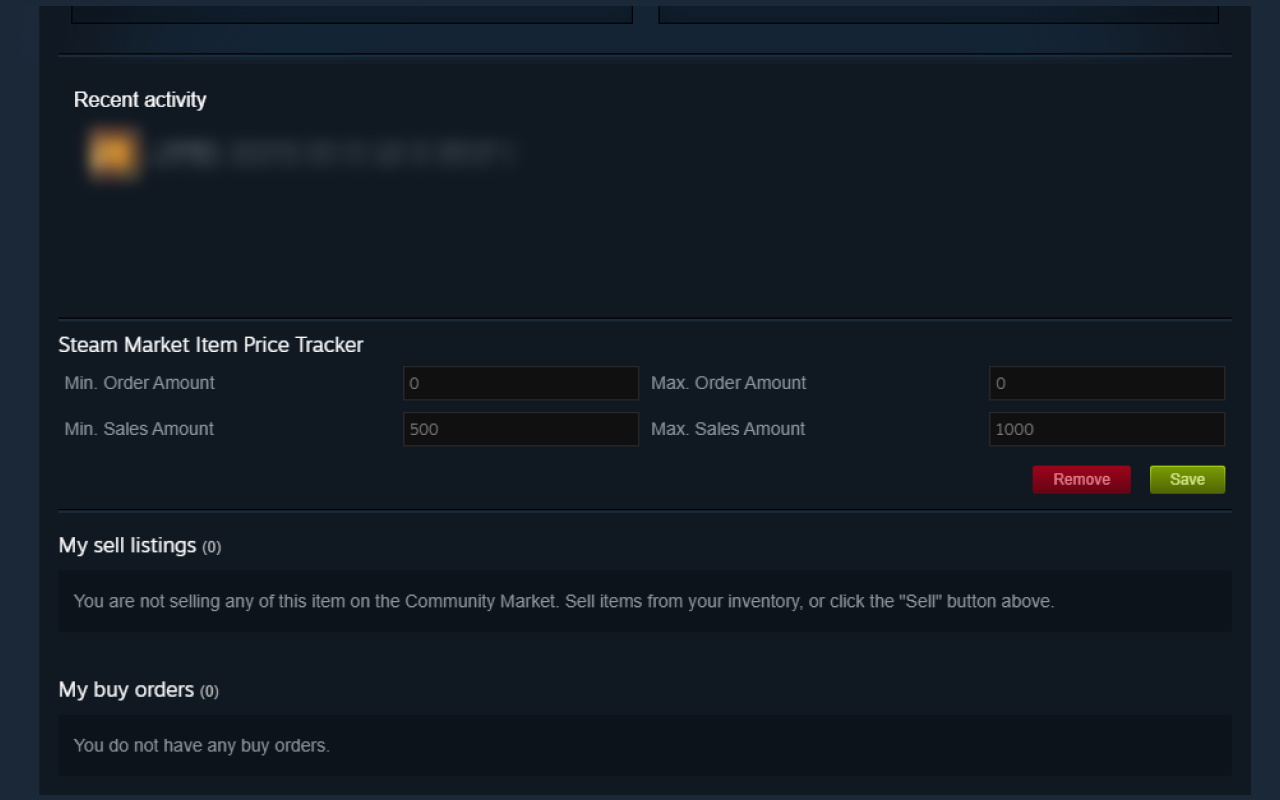 Recent activity
Steam Market Item Price Tracker
Min. Order Amount 0 Max. Order Amount 0
Min. Sales Amount 500 Max. Sales Amount 1000
Remove Save
My sell listings (0)
You are not selling any of this item on the Community Market. Sell items from your inventory, or click the "Sell" button above.
My buy orders (0)
You do not have any buy orders.